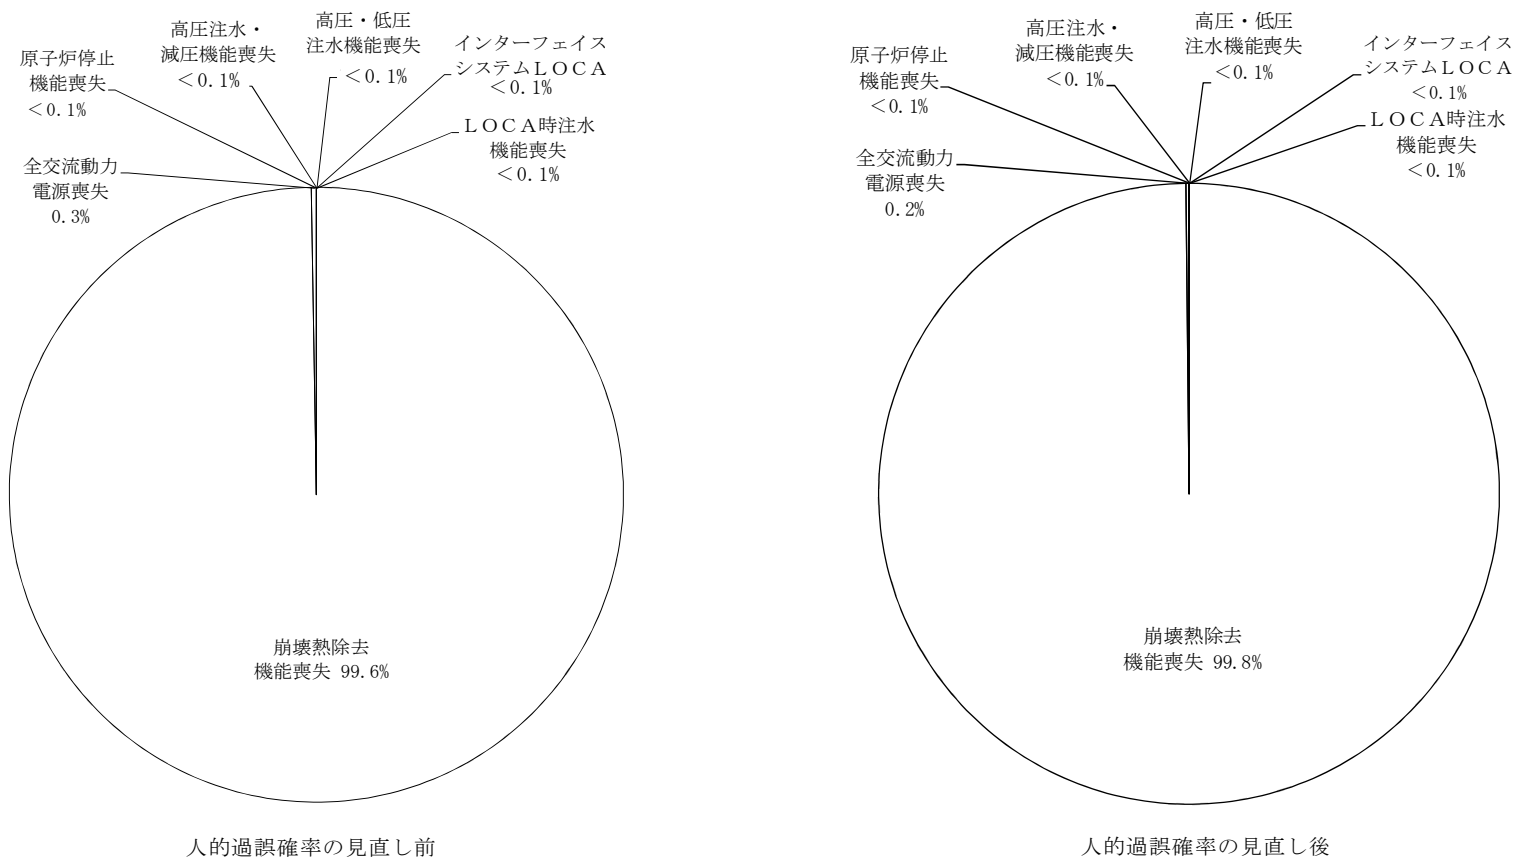 高圧注水・
減圧機能喪失
＜0.1%
高圧・低圧
注水機能喪失
＜0.1%
インターフェイス
システムＬＯＣＡ
＜0.1%
原子炉停止
機能喪失
＜0.1%
ＬＯＣＡ時注水
機能喪失
＜0.1%
全交流動力
電源喪失
0.3%
崩壊熱除去
機能喪失 99.6%
人的過誤確率の見直し前
高圧注水・
減圧機能喪失
＜0.1%
高圧・低圧
注水機能喪失
＜0.1%
インターフェイス
システムＬＯＣＡ
＜0.1%
原子炉停止
機能喪失
＜0.1%
ＬＯＣＡ時注水
機能喪失
＜0.1%
全交流動力
電源喪失
0.2%
崩壊熱除去
機能喪失 99.8%
人的過誤確率の見直し後